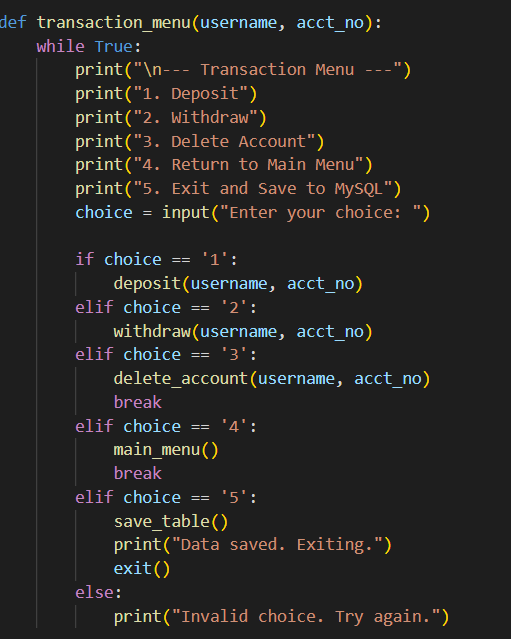 def transaction_menu(username, acct_no):
    while True:
        print("\n--- Transaction Menu ---")
        print("1. Deposit")
        print("2. Withdraw")
        print("3. Delete Account")
        print("4. Return to Main Menu")
        print("5. Exit and Save to MySQL")
        choice = input("Enter your choice: ")

        if choice == '1':
            deposit(username, acct_no)
        elif choice == '2':
            withdraw(username, acct_no)
        elif choice == '3':
            delete_account(username, acct_no)
            break
        elif choice == '4':
            main_menu()
            break
        elif choice == '5':
            save_table()
            print("Data saved. Exiting.")
            exit()
        else:
            print("Invalid choice. Try again.")